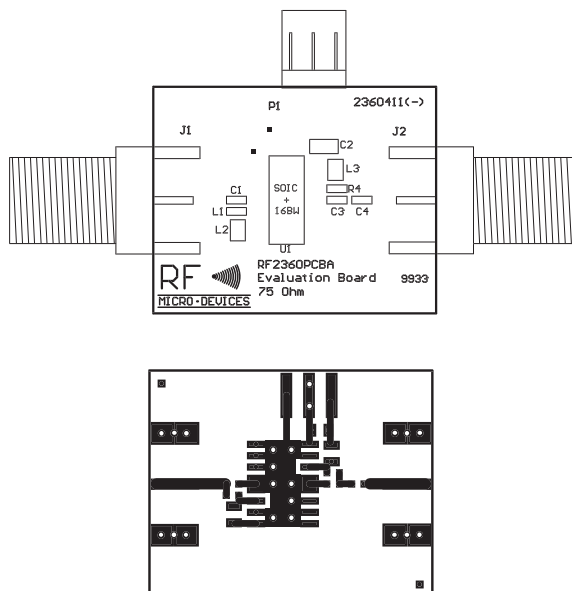 P1
2360411(-)
J1
J2
C2
L3
SOIC
+
16BW
R4
C1
L1
C3
C4
L2
U1
RF
MICRO·DEVICES
RF2360PCBA
Evaluation Board
75 Ohm
9933